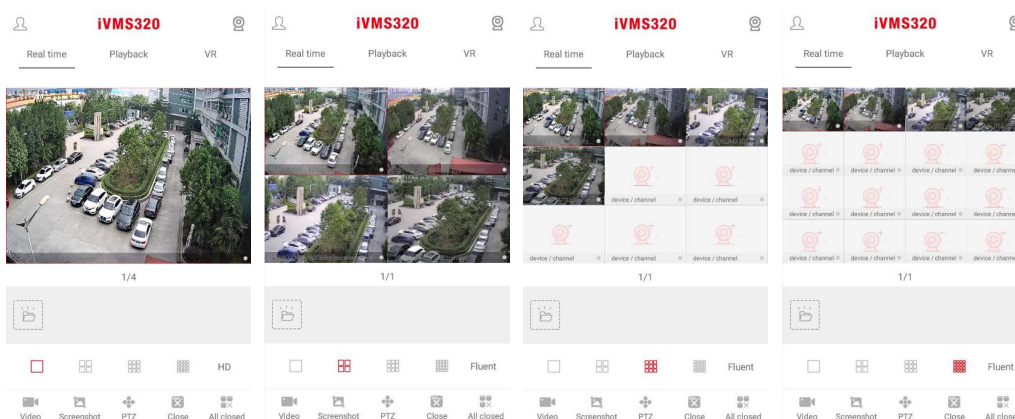 iVMS320
Real time Playback VR
1/4
HD
Video Screenshot PTZ Close All closed
iVMS320
Real time Playback VR
1/1
Fluent
Video Screenshot PTZ Close All closed
iVMS320
Real time Playback VR
device / channel device / channel
device / channel device / channel device / channel
1/1
Fluent
Video Screenshot PTZ Close All closed
iVMS320
Real time Playback VR
device / channel device / channel device / channel device / channel
device / channel device / channel device / channel device / channel
device / channel device / channel device / channel device / channel
1/1
Fluent
Video Screenshot PTZ Close All closed